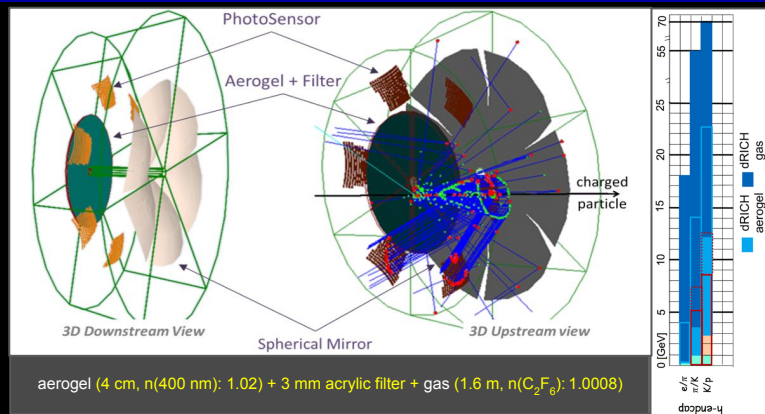 PhotoSensor
Aerogel + Filter
charged
particle
3D Downstream View
3D Upstream view
Spherical Mirror
aerogel (4 cm, n(400 nm): 1.02) + 3 mm acrylic filter + gas (1.6 m, n(C₂F₆): 1.0008)
70
55
25
20
15
10
5
0 [GeV]
e/π
π/K
K/p
h-endcap
dRICH
gas
dRICH
aerogel